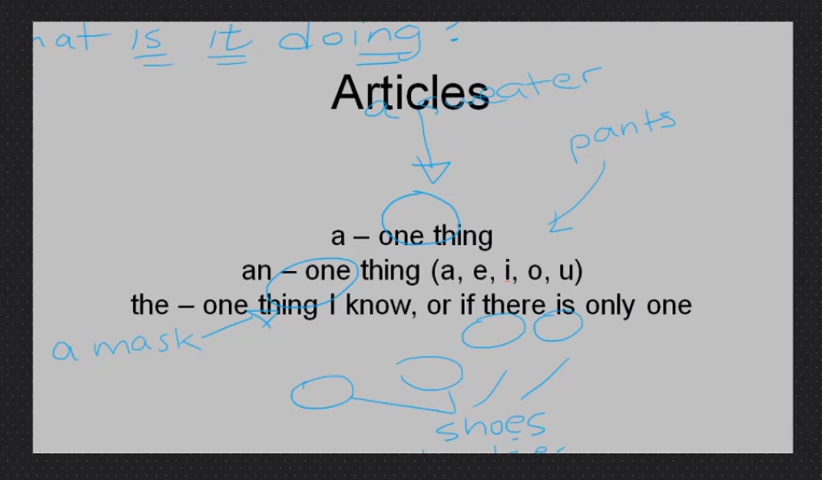 hat is it doing?
Articles
a sweater
pants
a – one thing
an – one thing (a, e, i, o, u)
the – one thing I know, or if there is only one
a mask
shoes